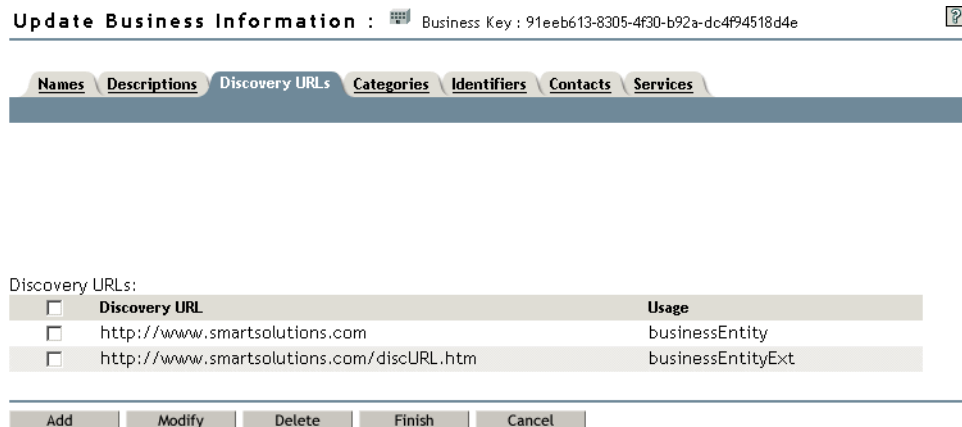 Update Business Information : Business Key : 91eeb613-8305-4f30-b92a-dc4f94518d4e ?
Names Descriptions Discovery URLs Categories Identifiers Contacts Services
Discovery URLs:
Discovery URL Usage
http://www.smartsolutions.com businessEntity
http://www.smartsolutions.com/discURL.htm businessEntityExt
Add Modify Delete Finish Cancel